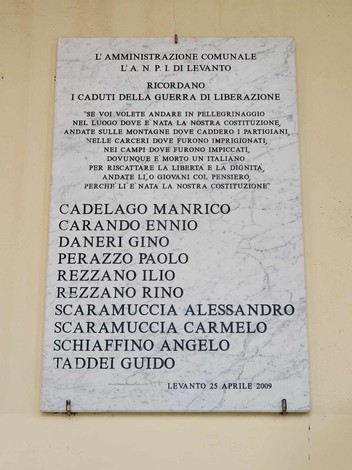 L'AMMINISTRAZIONE COMUNALE
L'A.N.P.I. DI LEVANTO
RICORDANO
I CADUTI DELLA GUERRA DI LIBERAZIONE
"SE VOI VOLETE ANDARE IN PELLEGRINAGGIO
NEL LUOGO DOVE E' NATA LA NOSTRA COSTITUZIONE,
ANDATE SULLE MONTAGNE DOVE CADDERO I PARTIGIANI,
NELLE CARCERI DOVE FURONO IMPRIGIONATI,
NEI CAMPI DOVE FURONO IMPICCATI,
DOVUNQUE E' MORTO UN ITALIANO
PER RISCATTARE LA LIBERTA' E LA DIGNITA',
ANDATE LI', O GIOVANI COL PENSIERO,
PERCHE' LI' E' NATA LA NOSTRA COSTITUZIONE"
CADELAGO MANRICO
CARANDO ENNIO
DANERI GINO
PERAZZO PAOLO
REZZANO ILIO
REZZANO RINO
SCARAMUCCIA ALESSANDRO
SCARAMUCCIA CARMELO
SCHIAFFINO ANGELO
TADDEI GUIDO
LEVANTO 25 APRILE 2009